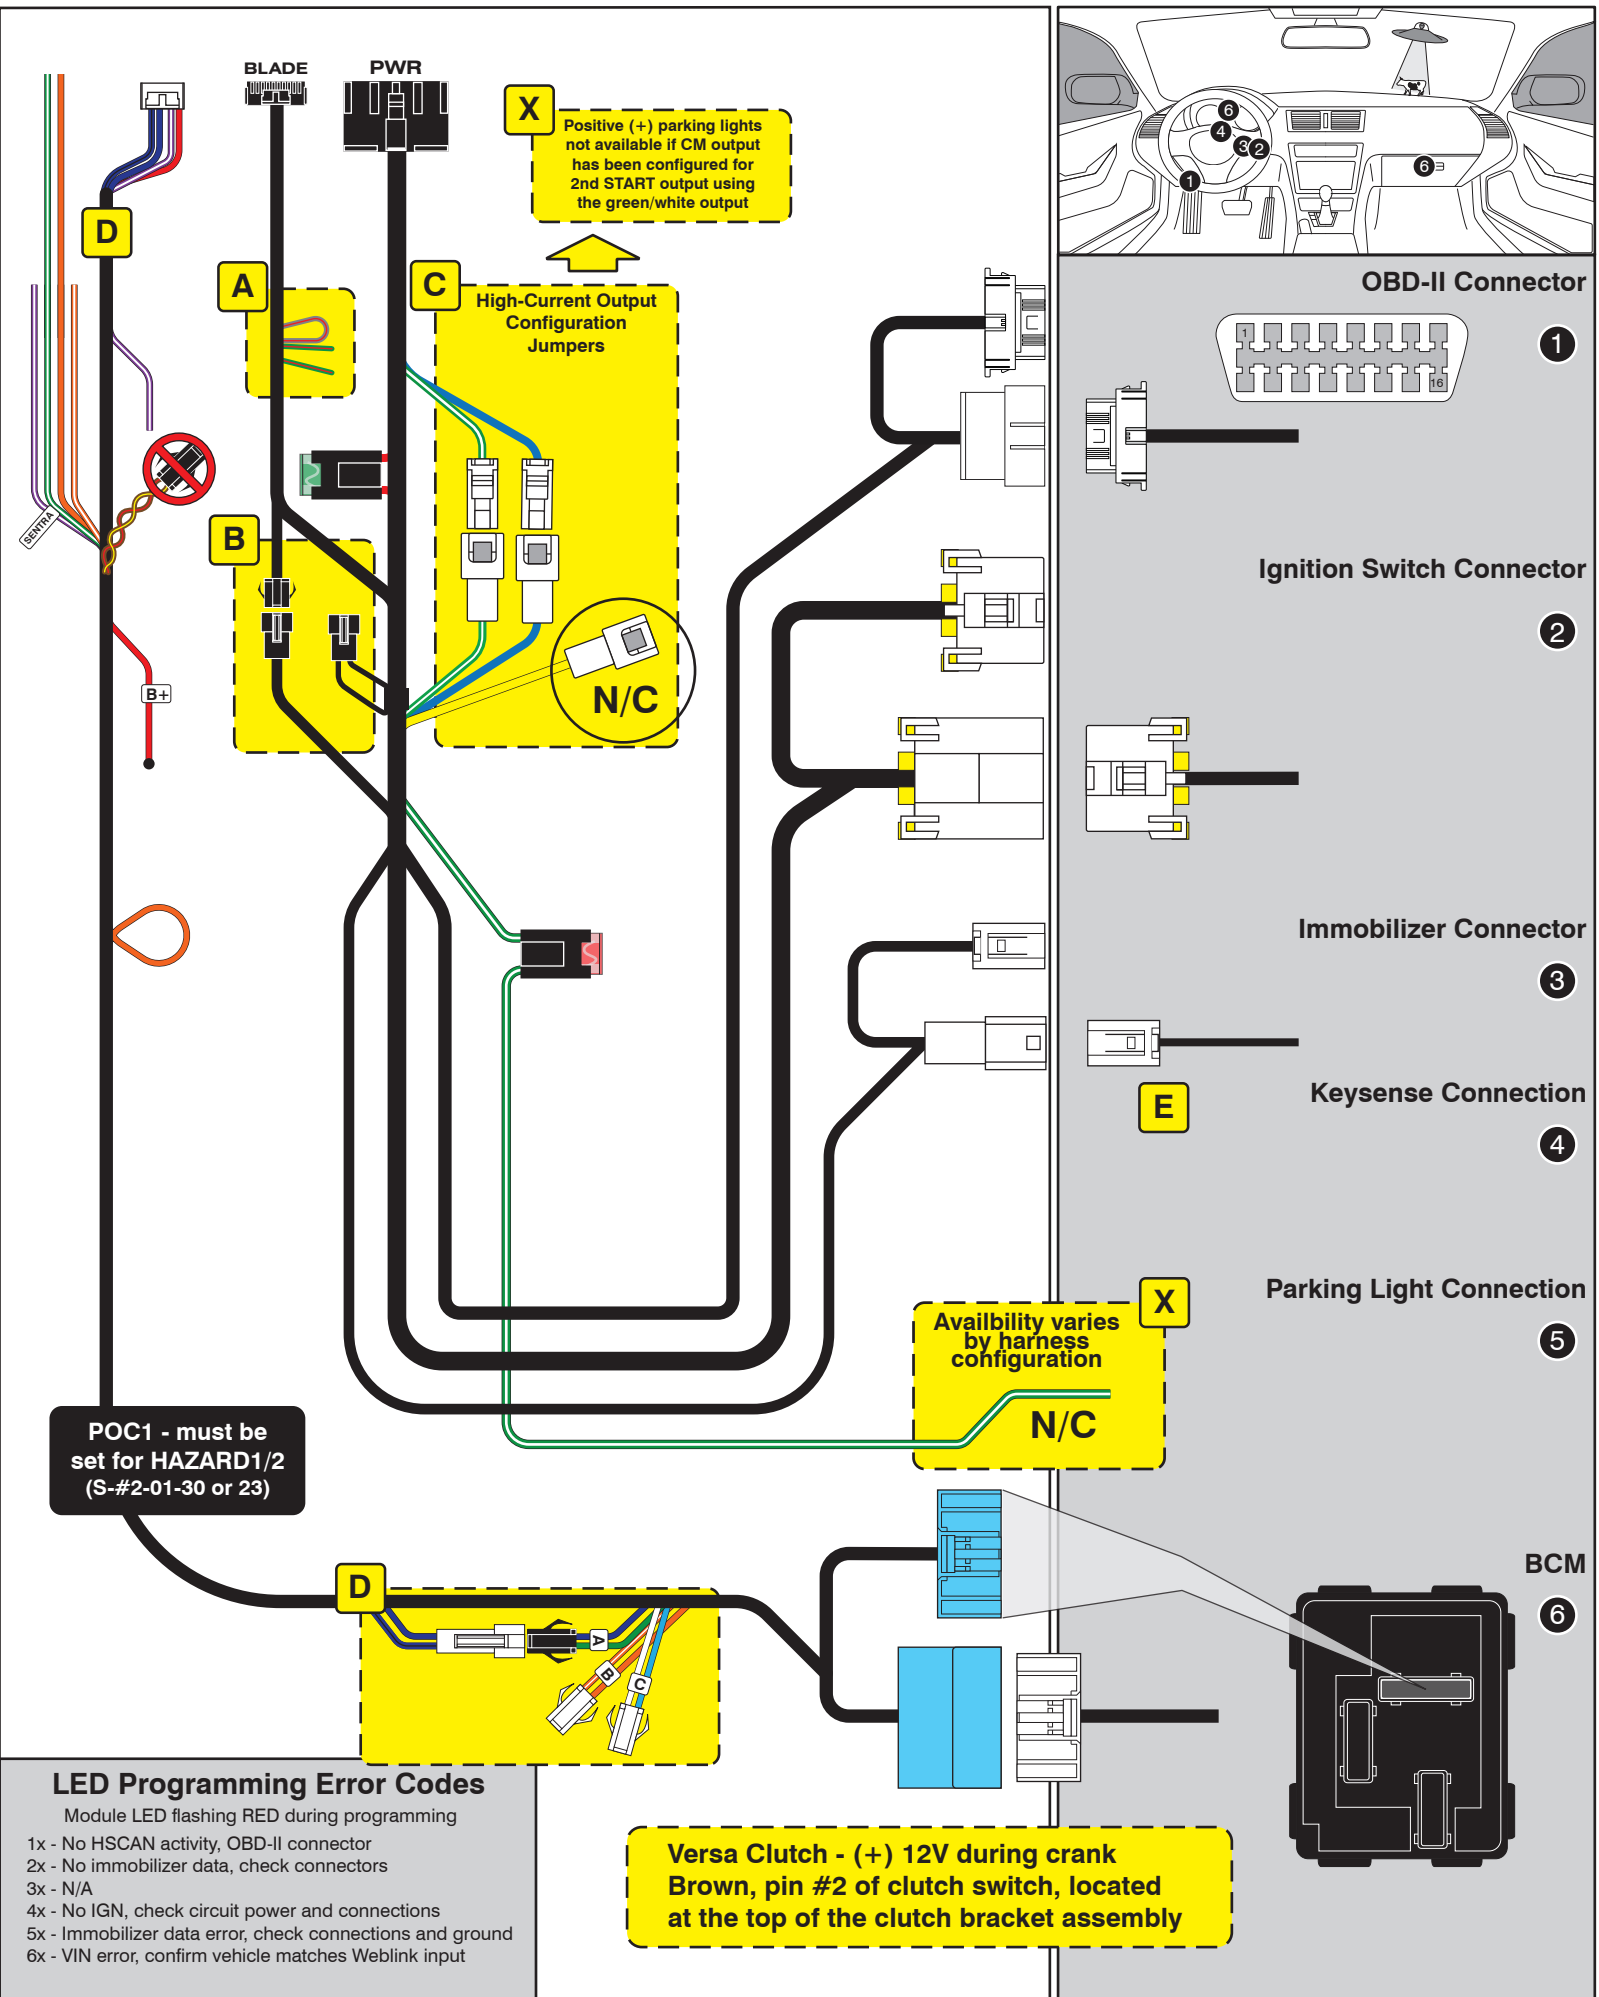 BLADE
PWR
X
Positive (+) parking lights
not available if CM output
has been configured for
2nd START output using
the green/white output
D
A
C
High-Current Output
Configuration
Jumpers
SENTRA
B
B+
N/C
6
4
3
2
6
1
OBD-II Connector
1
1
16
Ignition Switch Connector
2
Immobilizer Connector
3
E
Keysense Connection
4
X
Parking Light Connection
5
Availbility varies
by harness
configuration
N/C
POC1 - must be
set for HAZARD1/2
(S-#2-01-30 or 23)
D
A
B
C
BCM
6
LED Programming Error Codes
Module LED flashing RED during programming
1x - No HSCAN activity, OBD-II connector
2x - No immobilizer data, check connectors
3x - N/A
4x - No IGN, check circuit power and connections
5x - Immobilizer data error, check connections and ground
6x - VIN error, confirm vehicle matches Weblink input
Versa Clutch - (+) 12V during crank
Brown, pin #2 of clutch switch, located
at the top of the clutch bracket assembly